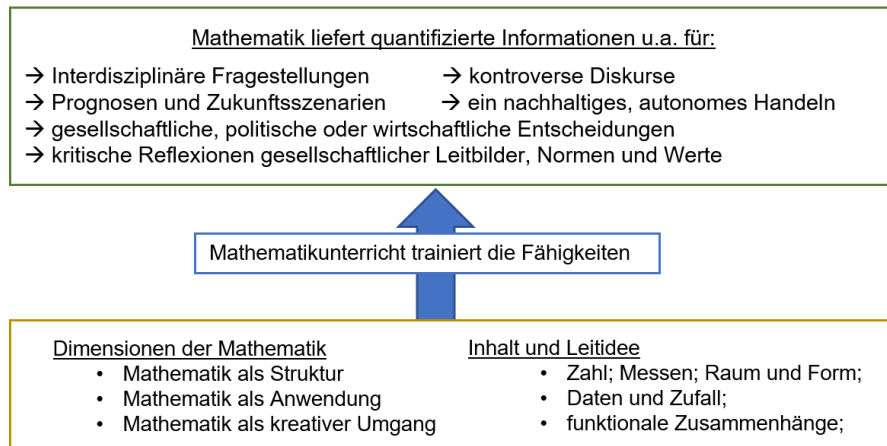 Mathematik liefert quantifizierte Informationen u.a. für:
→ Interdisziplinäre Fragestellungen → kontroverse Diskurse
→ Prognosen und Zukunftsszenarien → ein nachhaltiges, autonomes Handeln
→ gesellschaftliche, politische oder wirtschaftliche Entscheidungen
→ kritische Reflexionen gesellschaftlicher Leitbilder, Normen und Werte
Mathematikunterricht trainiert die Fähigkeiten
Dimensionen der Mathematik
• Mathematik als Struktur
• Mathematik als Anwendung
• Mathematik als kreativer Umgang
Inhalt und Leitidee
• Zahl; Messen; Raum und Form;
• Daten und Zufall;
• funktionale Zusammenhänge;